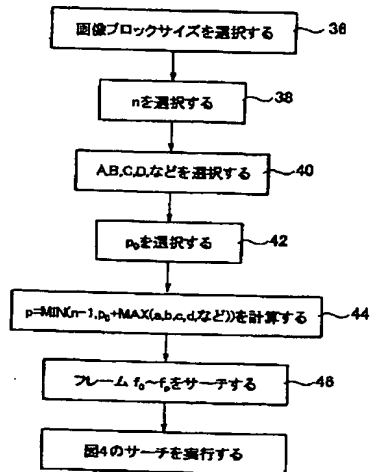 画像ブロックサイズを選択する 36
nを選択する 38
A,B,C,D,などを選択する 40
p₀を選択する 42
p=MIN(n-1,p₀+MAX(a,b,c,d,など))を計算する 44
フレーム f₀~fₚをサーチする 46
図4のサーチを実行する